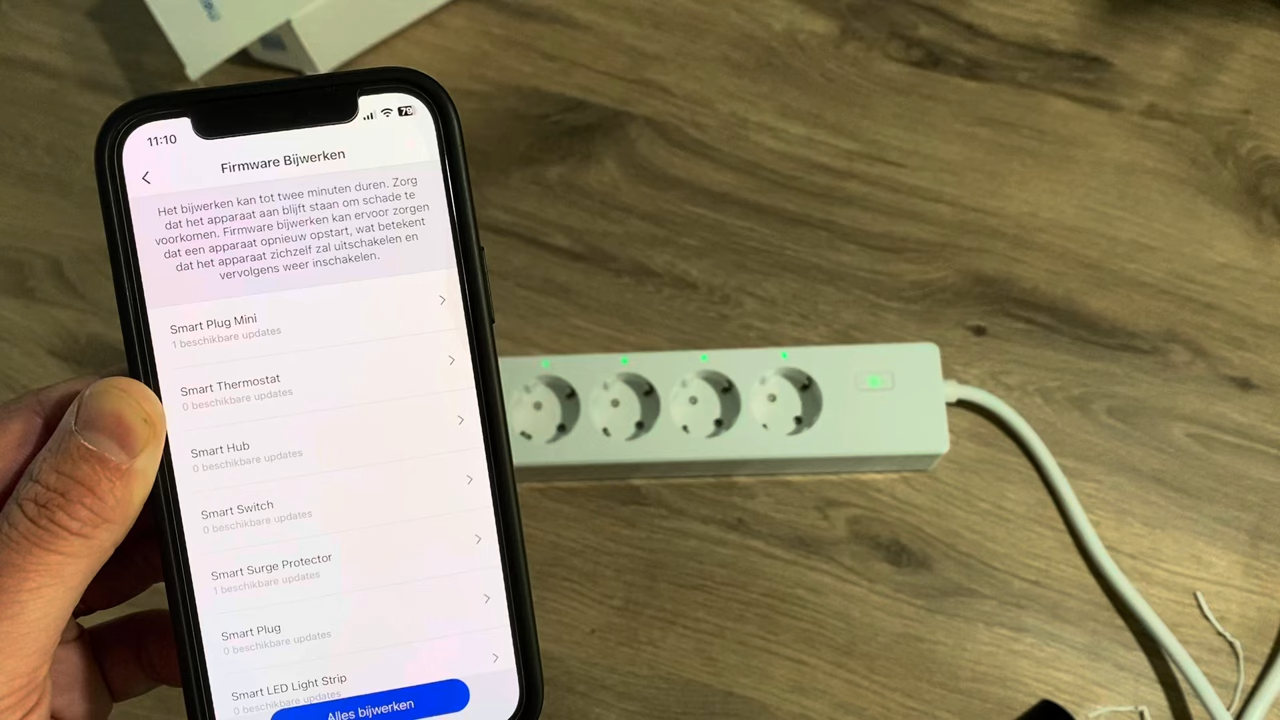 11:10
79
Firmware Bijwerken
Het bijwerken kan tot twee minuten duren. Zorg
dat het apparaat aan blijft staan om schade te
voorkomen. Firmware bijwerken kan ervoor zorgen
dat een apparaat opnieuw opstart, wat betekent
dat het apparaat zichzelf zal uitschakelen en
vervolgens weer inschakelen.
Smart Plug Mini
1 beschikbare updates
Smart Thermostat
0 beschikbare updates
Smart Hub
0 beschikbare updates
Smart Switch
0 beschikbare updates
Smart Surge Protector
1 beschikbare updates
Smart Plug
0 beschikbare updates
Smart LED Light Strip
0 beschikbare updates
Alles bijwerken